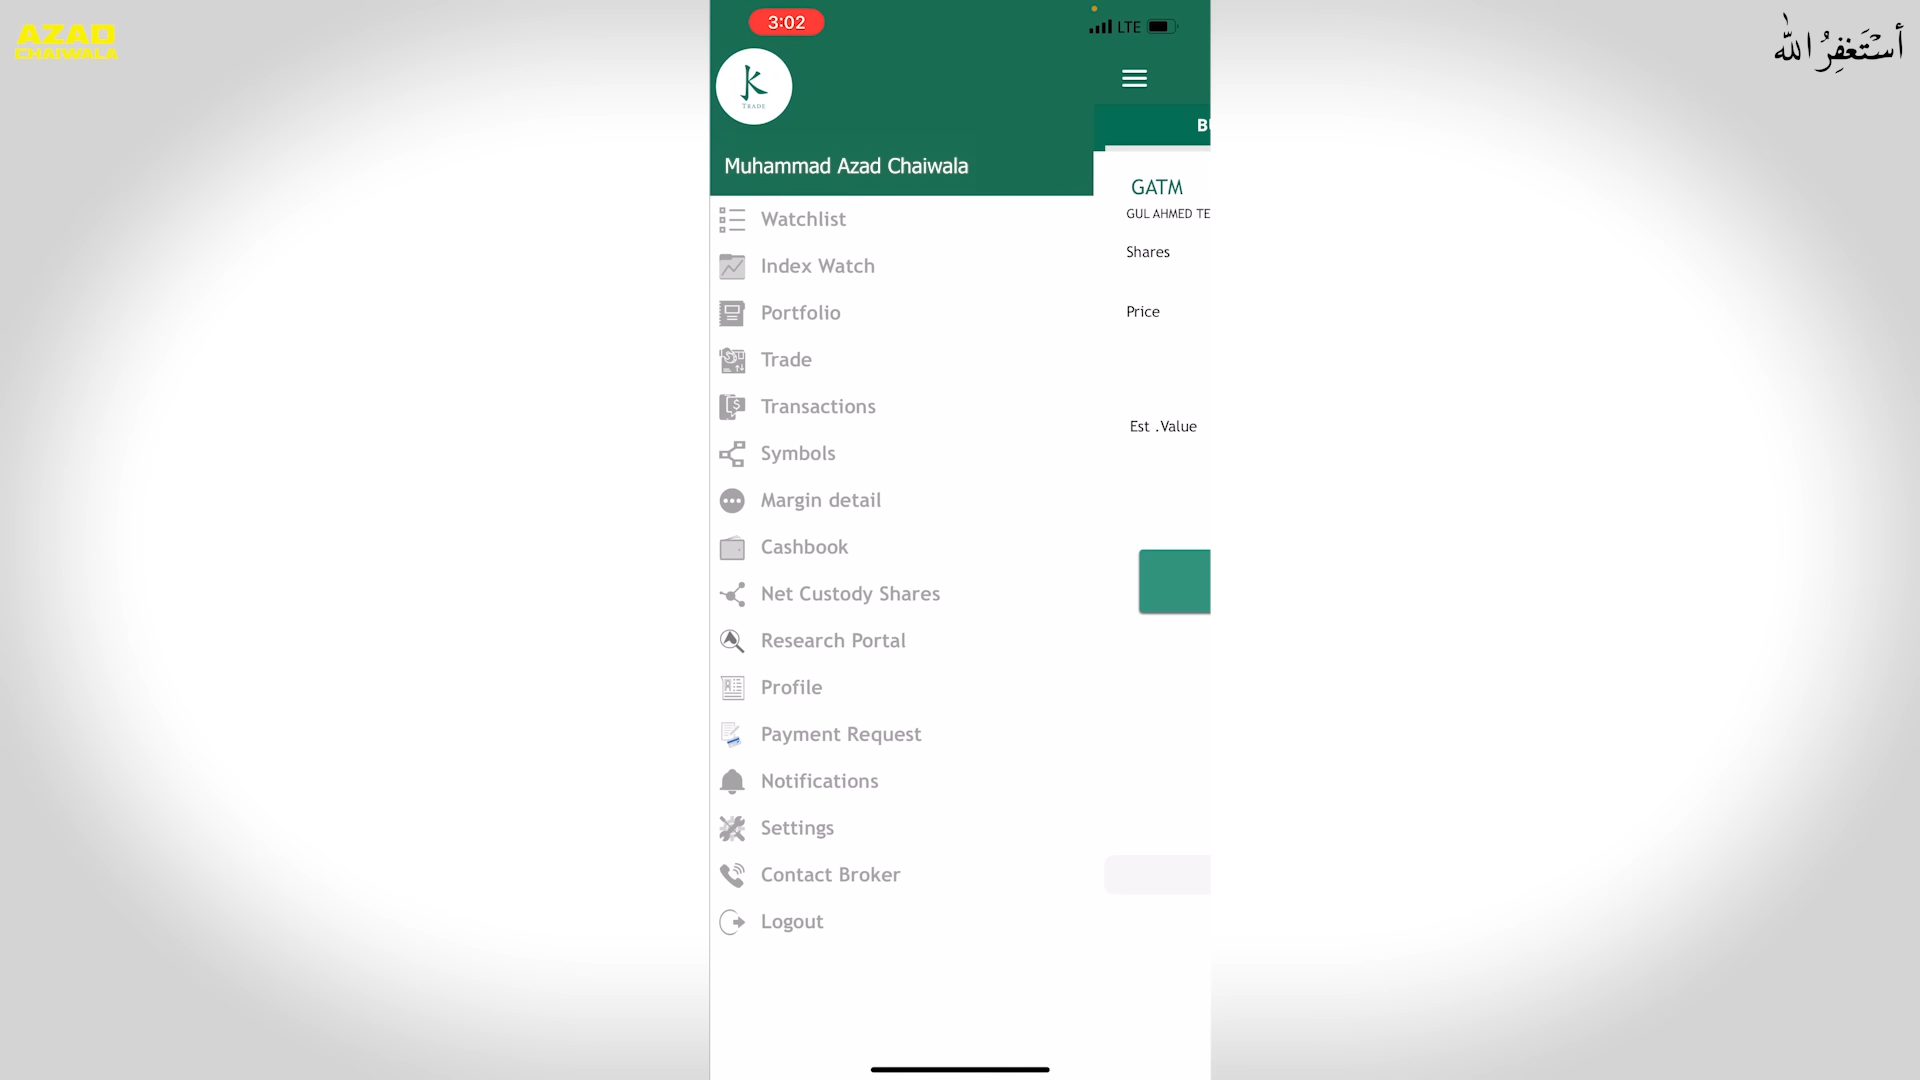 AZAD
CHAIWALA
أستغفر الله
3:02
LTE
K
TRADE
Muhammad Azad Chaiwala
Watchlist
Index Watch
Portfolio
Trade
Transactions
Symbols
Margin detail
Cashbook
Net Custody Shares
Research Portal
Profile
Payment Request
Notifications
Settings
Contact Broker
Logout
GATM
GUL AHMED TE
Shares
Price
Est .Value